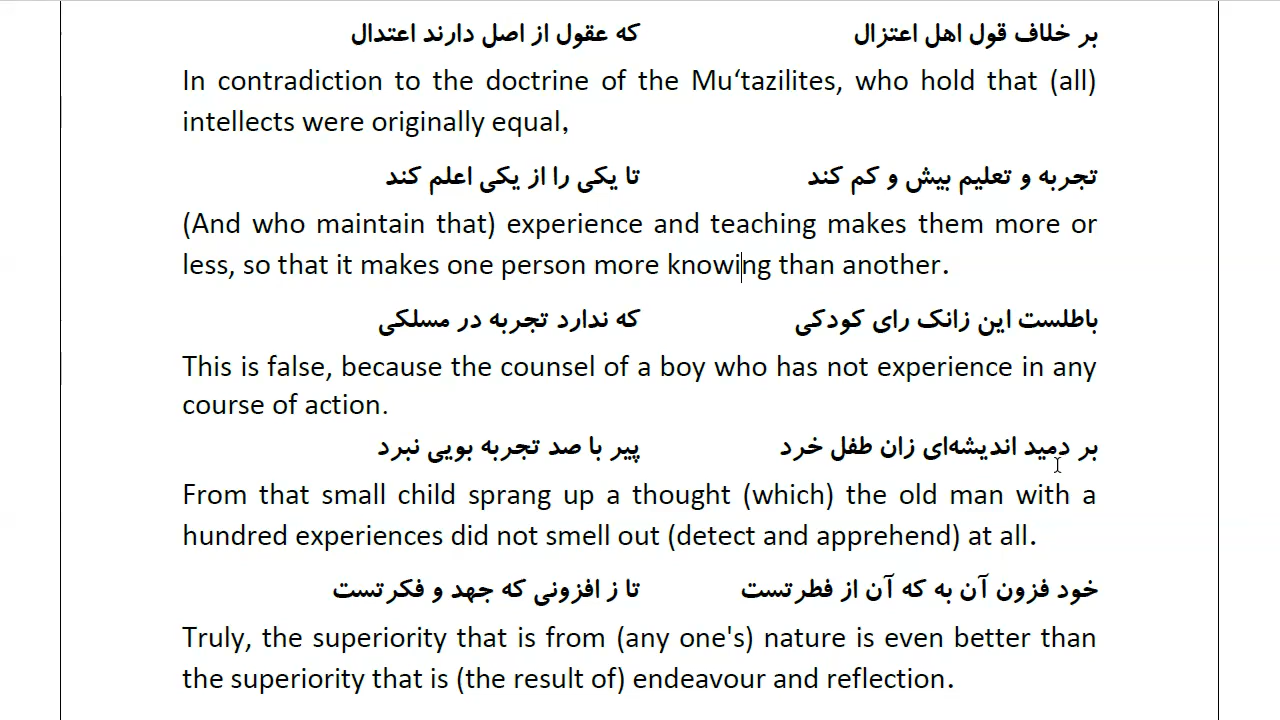 بر خلاف قول اهل اعتزال که عقول از اصل دارند اعتدال
In contradiction to the doctrine of the Mu‘tazilites, who hold that (all)
intellects were originally equal,
تجربه و تعلیم بیش و کم کند تا یکی را از یکی اعلم کند
(And who maintain that) experience and teaching makes them more or
less, so that it makes one person more knowing than another.
باطلست این زانک رای کودکی که ندارد تجربه در مسلکی
This is false, because the counsel of a boy who has not experience in any
course of action.
بر دمید اندیشه‌ای زان طفل خرد پیر با صد تجربه بویی نبرد
From that small child sprang up a thought (which) the old man with a
hundred experiences did not smell out (detect and apprehend) at all.
خود فزون آن به که آن از فطرتست تا ز افزونی که جهد و فکرتست
Truly, the superiority that is from (any one's) nature is even better than
the superiority that is (the result of) endeavour and reflection.